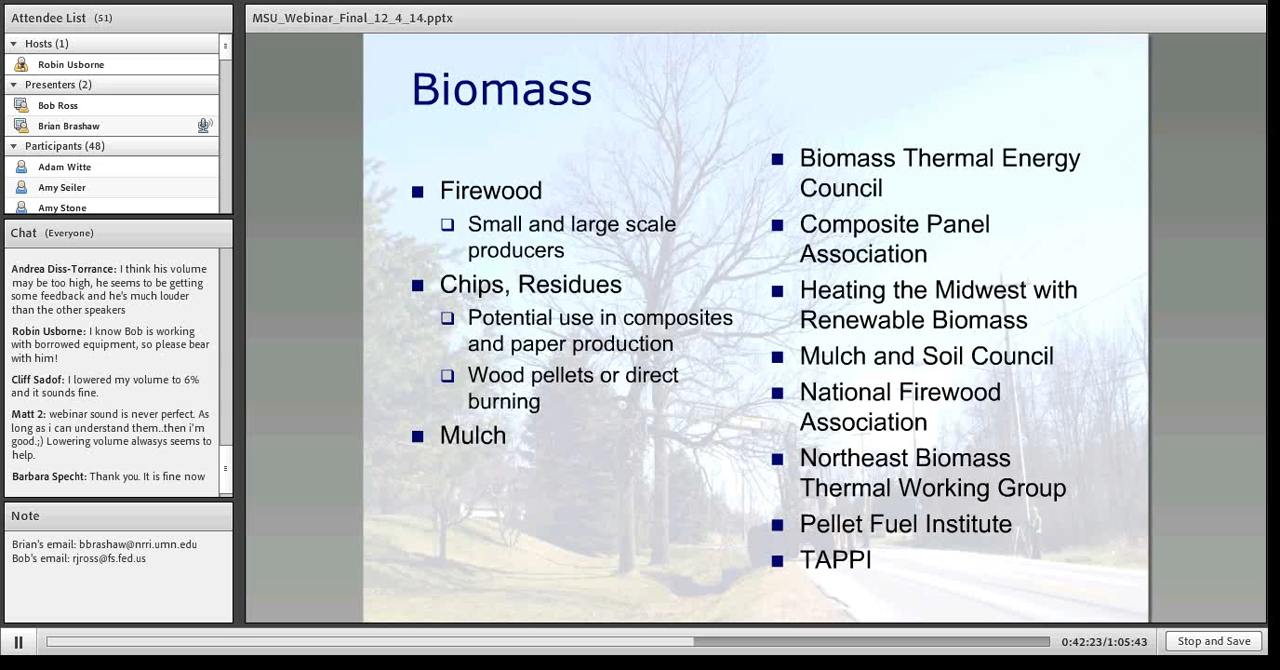 Attendee List (51)
Hosts (1)
Robin Usborne
Presenters (2)
Bob Ross
Brian Brashaw
Participants (48)
Adam Witte
Amy Seiler
Amy Stone
Chat (Everyone)
Andrea Diss-Torrance: I think his volume
may be too high, he seems to be getting
some feedback and he's much louder
than the other speakers
Robin Usborne: I know Bob is working
with borrowed equipment, so please bear
with him!
Cliff Sadof: I lowered my volume to 6%
and it sounds fine.
Matt 2: webinar sound is never perfect. As
long as i can understand them..then i'm
good.;) Lowering volume alwasys seems to
help.
Barbara Specht: Thank you. It is fine now
Note
Brian's email: bbrashaw@nrri.umn.edu
Bob's email: rjross@fs.fed.us
MSU_Webinar_Final_12_4_14.pptx
Biomass
Firewood
Small and large scale
producers
Chips, Residues
Potential use in composites
and paper production
Wood pellets or direct
burning
Mulch
Biomass Thermal Energy
Council
Composite Panel
Association
Heating the Midwest with
Renewable Biomass
Mulch and Soil Council
National Firewood
Association
Northeast Biomass
Thermal Working Group
Pellet Fuel Institute
TAPPI
0:42:23/1:05:43
Stop and Save